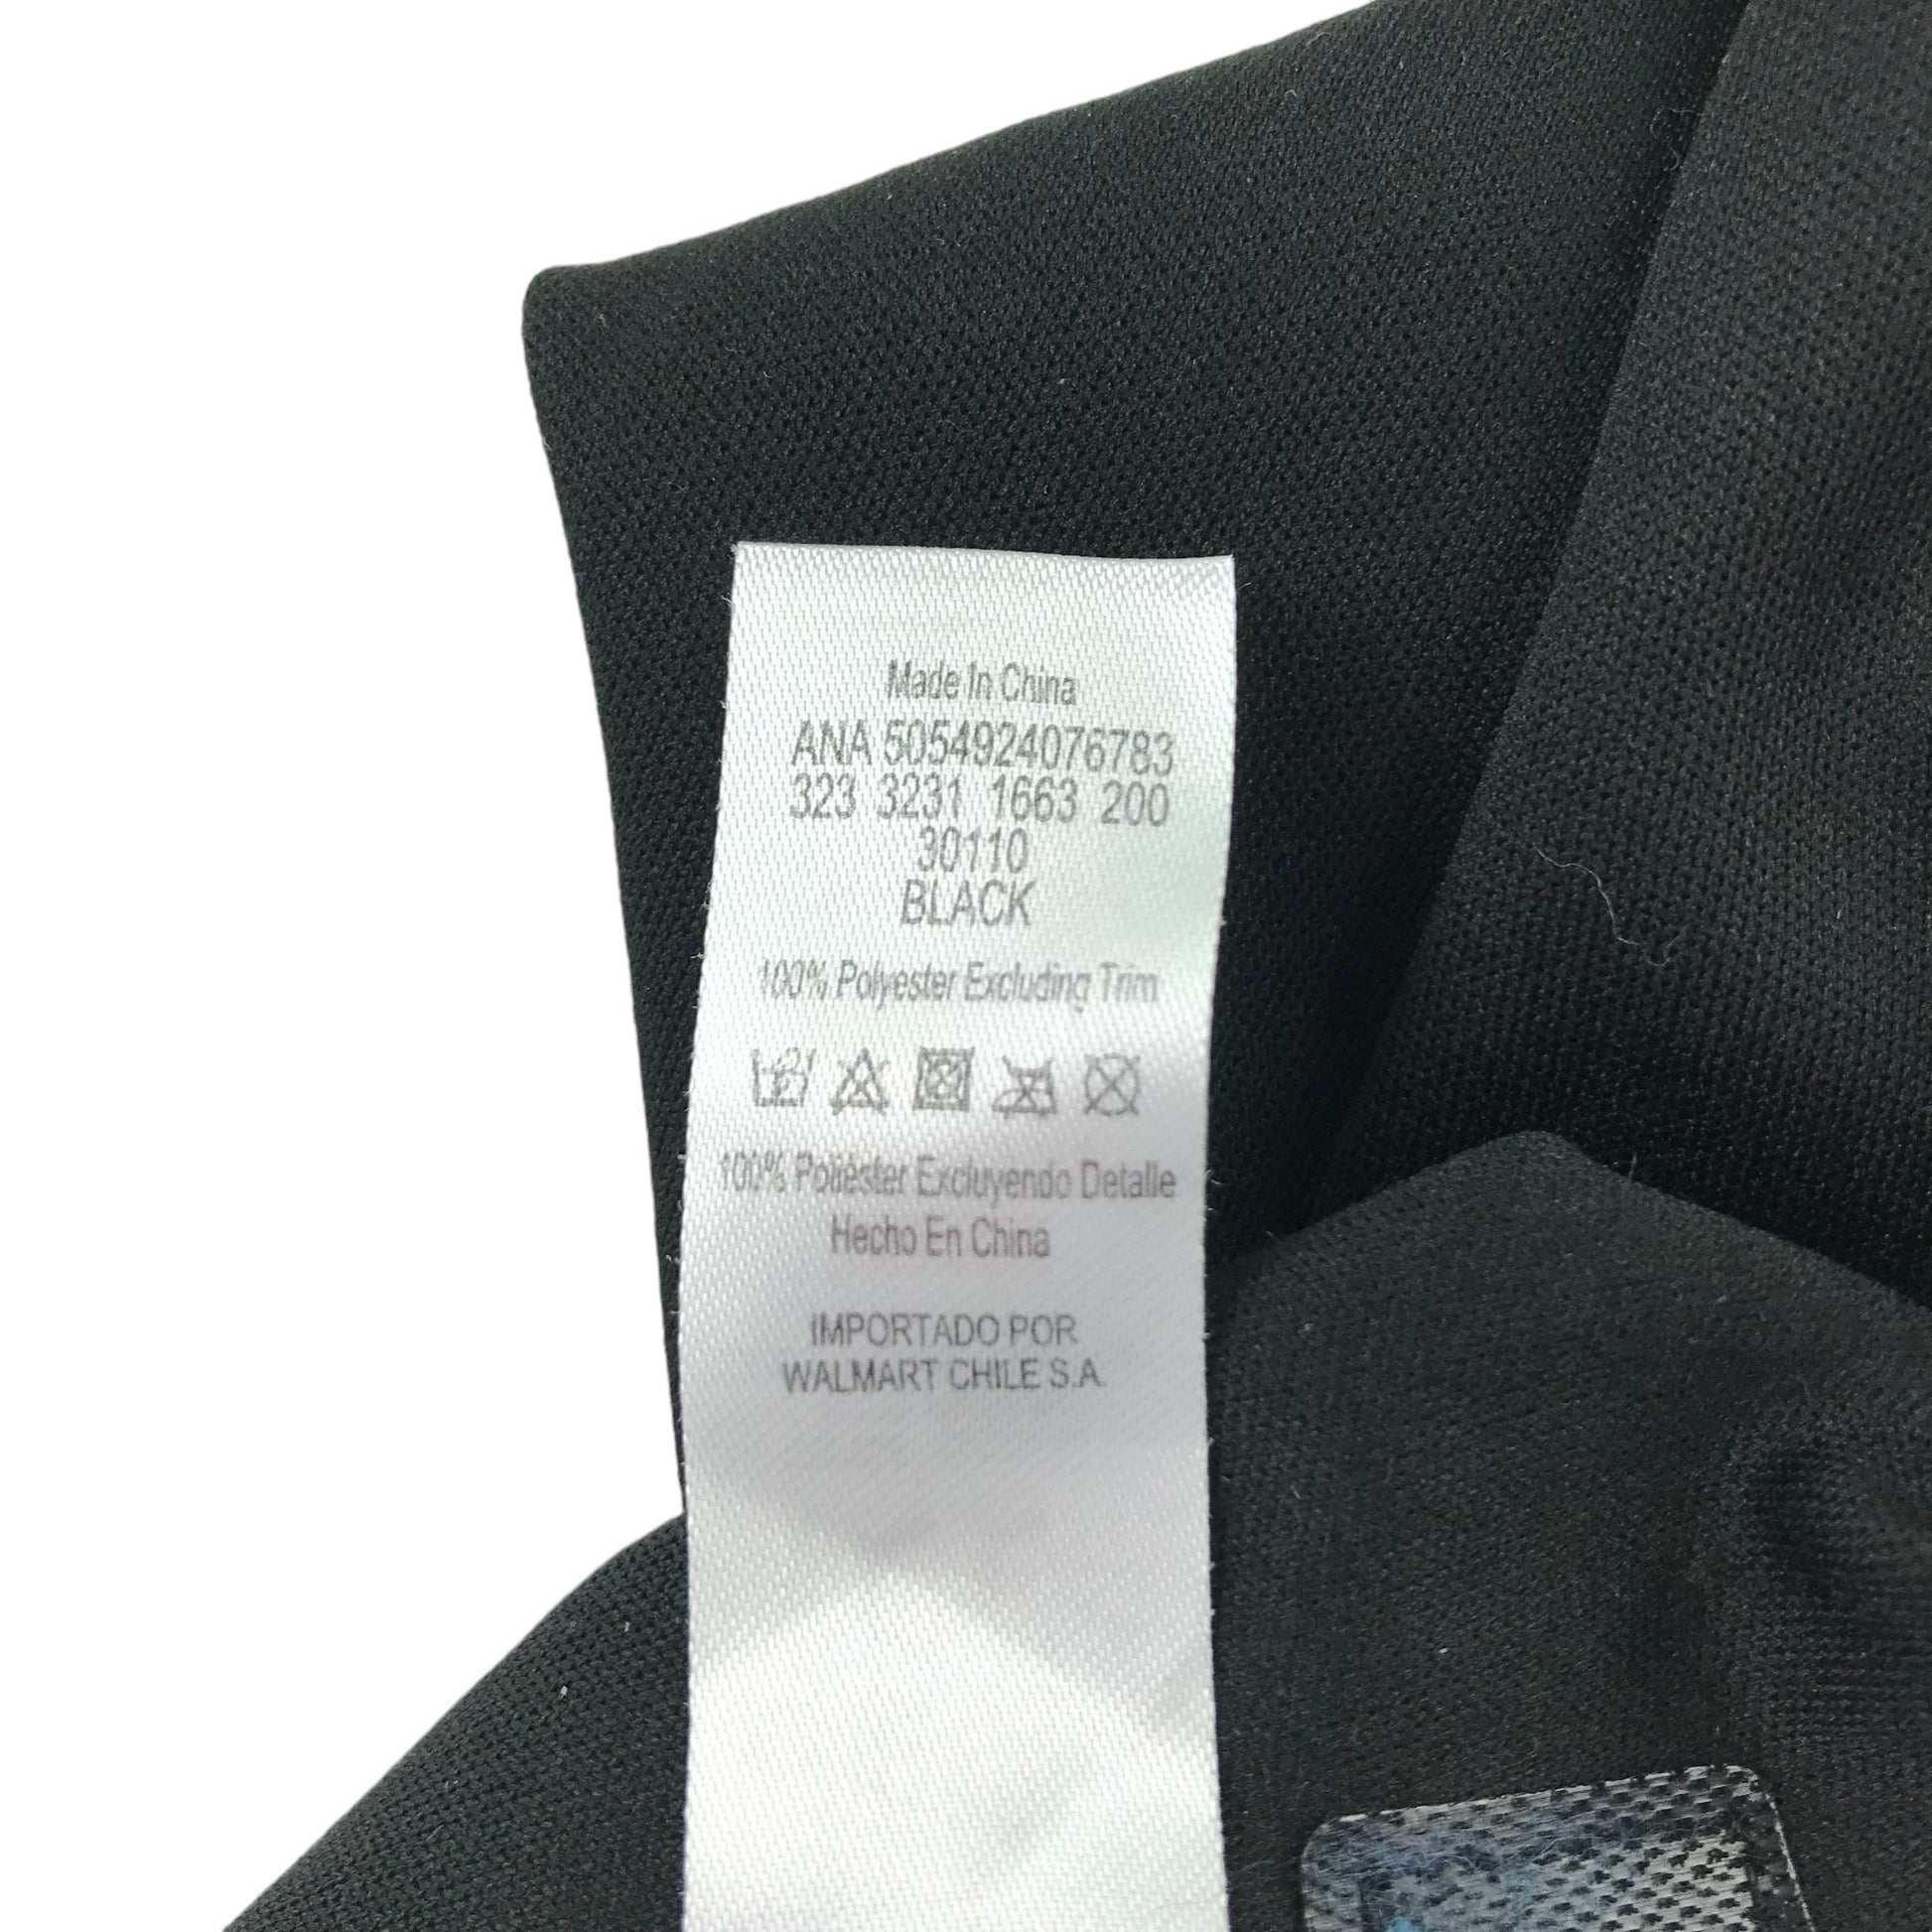 Made In China
ANA 5054924076783
323 3231 1663 200
30110
BLACK
100% Polyester Excluding Trim
100% Poliéster Excluyendo Detalle
Hecho En China
IMPORTADO POR
WALMART CHILE S.A.